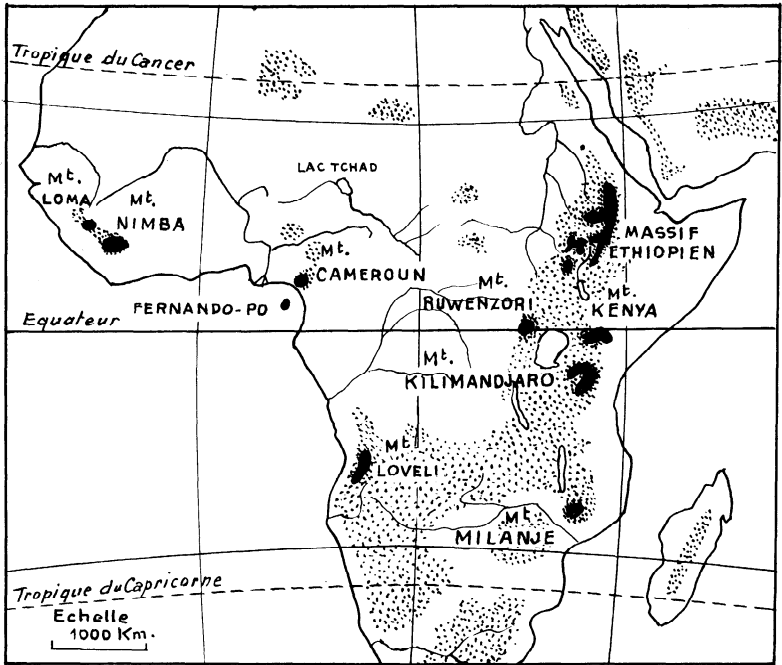 Tropique du Cancer
LAC TCHAD
Mt.
LOMA
Mt.
NIMBA
MASSIF
ETHIOPIEN
Mt.
CAMEROUN
Mt.
RUWENZORI
Mt.
KENYA
FERNANDO-PO
Equateur
Mt.
KILIMANDJARO
Mt
LOVELI
Mt.
MILANJE
Tropique du Capricorne
Echelle
1000 Km.